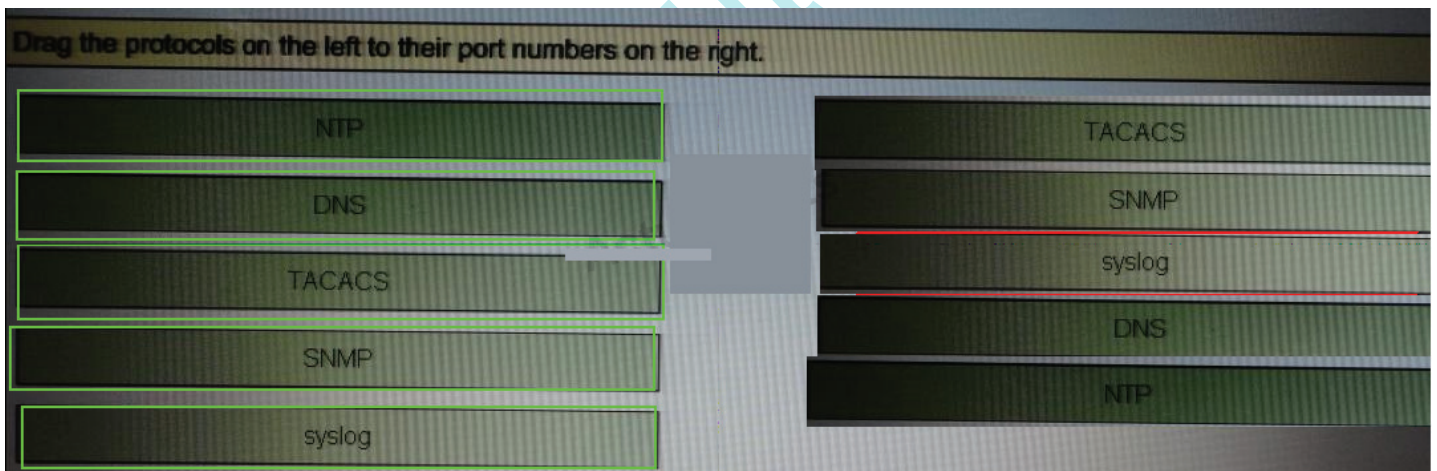 Drag the protocols on the left to their port numbers on the right.
NTP
DNS
TACACS
SNMP
syslog
TACACS
SNMP
syslog
DNS
NTP